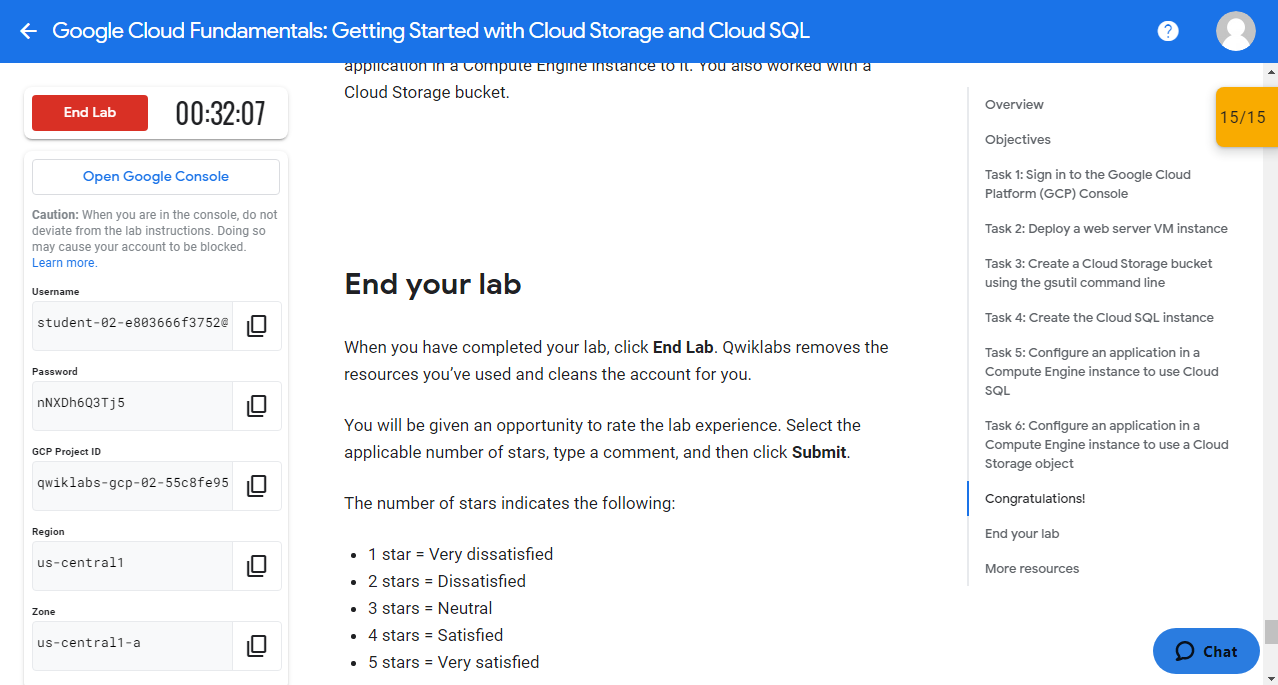 Google Cloud Fundamentals: Getting Started with Cloud Storage and Cloud SQL
?
End Lab
00:32:07
Open Google Console
Caution: When you are in the console, do not
deviate from the lab instructions. Doing so
may cause your account to be blocked.
Learn more.
Username
student-02-e803666f3752@
Password
nNXDh6Q3Tj5
GCP Project ID
qwiklabs-gcp-02-55c8fe95
Region
us-central1
Zone
us-central1-a
application in a Compute Engine instance to it. You also worked with a
Cloud Storage bucket.
End your lab
When you have completed your lab, click End Lab. Qwiklabs removes the
resources you’ve used and cleans the account for you.
You will be given an opportunity to rate the lab experience. Select the
applicable number of stars, type a comment, and then click Submit.
The number of stars indicates the following:
• 1 star = Very dissatisfied
• 2 stars = Dissatisfied
• 3 stars = Neutral
• 4 stars = Satisfied
• 5 stars = Very satisfied
Overview
Objectives
Task 1: Sign in to the Google Cloud
Platform (GCP) Console
Task 2: Deploy a web server VM instance
Task 3: Create a Cloud Storage bucket
using the gsutil command line
Task 4: Create the Cloud SQL instance
Task 5: Configure an application in a
Compute Engine instance to use Cloud
SQL
Task 6: Configure an application in a
Compute Engine instance to use a Cloud
Storage object
Congratulations!
End your lab
More resources
15/15
Chat